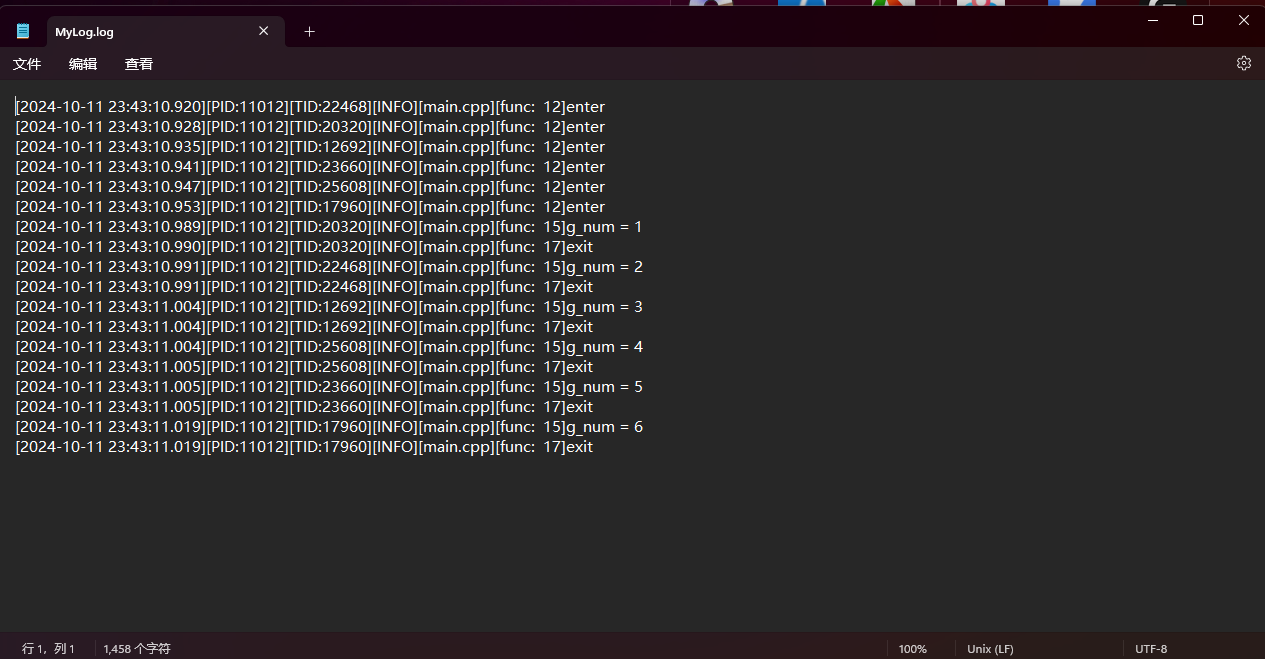 MyLog.log
文件 编辑 查看
[2024-10-11 23:43:10.920][PID:11012][TID:22468][INFO][main.cpp][func:  12]enter
[2024-10-11 23:43:10.928][PID:11012][TID:20320][INFO][main.cpp][func:  12]enter
[2024-10-11 23:43:10.935][PID:11012][TID:12692][INFO][main.cpp][func:  12]enter
[2024-10-11 23:43:10.941][PID:11012][TID:23660][INFO][main.cpp][func:  12]enter
[2024-10-11 23:43:10.947][PID:11012][TID:25608][INFO][main.cpp][func:  12]enter
[2024-10-11 23:43:10.953][PID:11012][TID:17960][INFO][main.cpp][func:  12]enter
[2024-10-11 23:43:10.989][PID:11012][TID:20320][INFO][main.cpp][func:  15]g_num = 1
[2024-10-11 23:43:10.990][PID:11012][TID:20320][INFO][main.cpp][func:  17]exit
[2024-10-11 23:43:10.991][PID:11012][TID:22468][INFO][main.cpp][func:  15]g_num = 2
[2024-10-11 23:43:10.991][PID:11012][TID:22468][INFO][main.cpp][func:  17]exit
[2024-10-11 23:43:11.004][PID:11012][TID:12692][INFO][main.cpp][func:  15]g_num = 3
[2024-10-11 23:43:11.004][PID:11012][TID:12692][INFO][main.cpp][func:  17]exit
[2024-10-11 23:43:11.004][PID:11012][TID:25608][INFO][main.cpp][func:  15]g_num = 4
[2024-10-11 23:43:11.005][PID:11012][TID:25608][INFO][main.cpp][func:  17]exit
[2024-10-11 23:43:11.005][PID:11012][TID:23660][INFO][main.cpp][func:  15]g_num = 5
[2024-10-11 23:43:11.005][PID:11012][TID:23660][INFO][main.cpp][func:  17]exit
[2024-10-11 23:43:11.019][PID:11012][TID:17960][INFO][main.cpp][func:  15]g_num = 6
[2024-10-11 23:43:11.019][PID:11012][TID:17960][INFO][main.cpp][func:  17]exit
行 1，列 1 1,458 个字符 100% Unix (LF) UTF-8